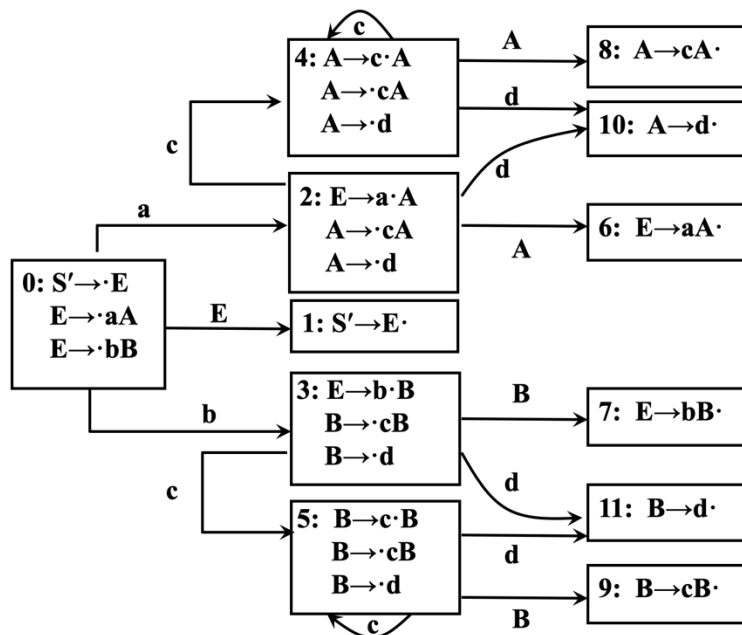 c
4: A→c·A
A→·cA
A→·d
A
8: A→cA·
d
10: A→d·
c
d
2: E→a·A
A→·cA
A→·d
a
A
6: E→aA·
0: S′→·E
E→·aA
E→·bB
E
1: S′→E·
3: E→b·B
B→·cB
B→·d
b
B
7: E→bB·
c
d
11: B→d·
5: B→c·B
B→·cB
B→·d
d
9: B→cB·
c
B